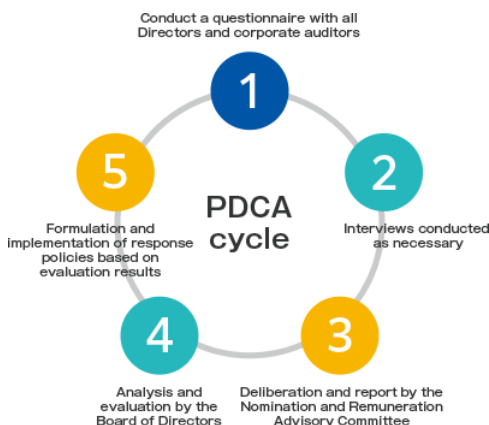 Conduct a questionnaire with all
Directors and corporate auditors
1
2
Interviews conducted
as necessary
3
Deliberation and report by the
Nomination and Remuneration
Advisory Committee
4
Analysis and
evaluation by the
Board of Directors
5
Formulation and
implementation of response
policies based on
evaluation results
PDCA
cycle